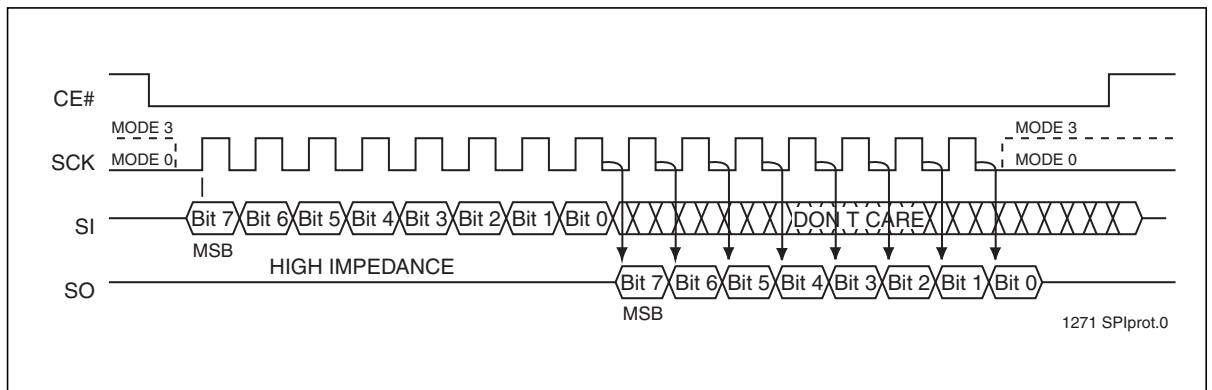 CE#
MODE 3
MODE 3
SCK
MODE 0
MODE 0
SI
Bit 7 Bit 6 Bit 5 Bit 4 Bit 3 Bit 2 Bit 1 Bit 0
DON T CARE
MSB
HIGH IMPEDANCE
SO
Bit 7 Bit 6 Bit 5 Bit 4 Bit 3 Bit 2 Bit 1 Bit 0
MSB
1271 SPIprot.0